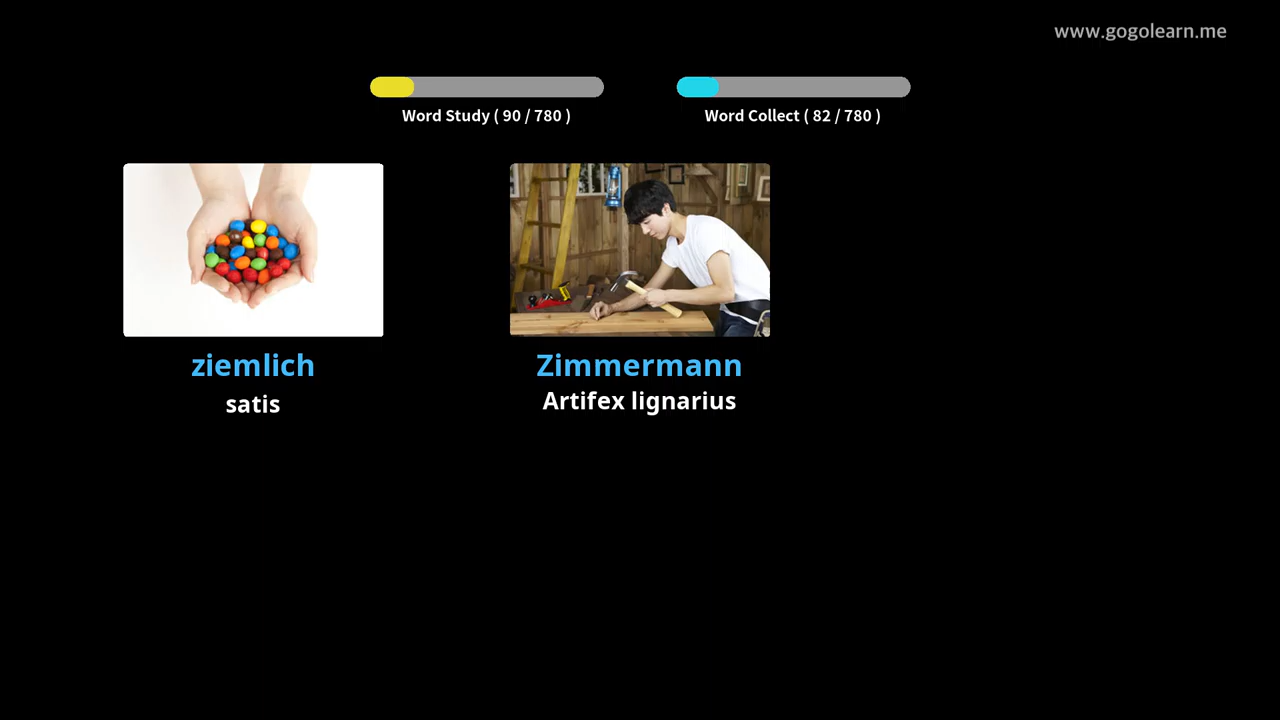 www.gogolearn.me
Word Study ( 90 / 780 )
Word Collect ( 82 / 780 )
ziemlich
satis
Zimmermann
Artifex lignarius